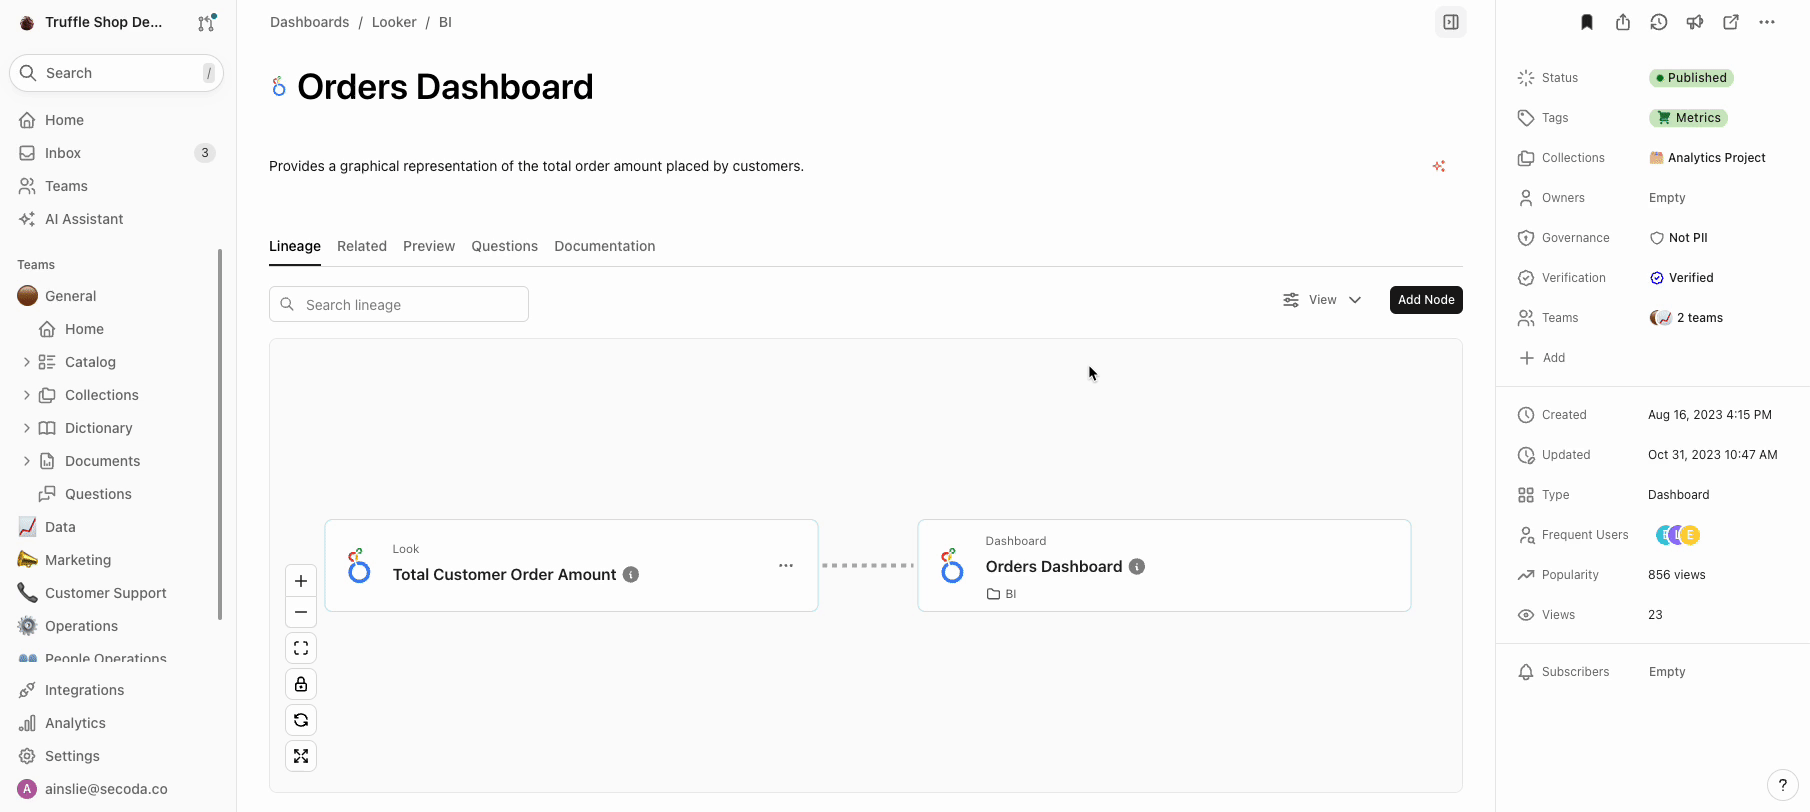 Truffle Shop De...
Search /
Home
Inbox 3
Teams
AI Assistant
Teams
General
Home
Catalog
Collections
Dictionary
Documents
Questions
Data
Marketing
Customer Support
Operations
People Operations
Integrations
Analytics
Settings
A ainslie@secoda.co
Dashboards / Looker / BI
Orders Dashboard
Provides a graphical representation of the total order amount placed by customers.
Lineage Related Preview Questions Documentation
Search lineage
View
Add Node
Look
Total Customer Order Amount
Dashboard
Orders Dashboard
BI
Status Published
Tags Metrics
Collections Analytics Project
Owners Empty
Governance Not PII
Verification Verified
Teams 2 teams
Add
Created Aug 16, 2023 4:15 PM
Updated Oct 31, 2023 10:47 AM
Type Dashboard
Frequent Users E L E
Popularity 856 views
Views 23
Subscribers Empty
?